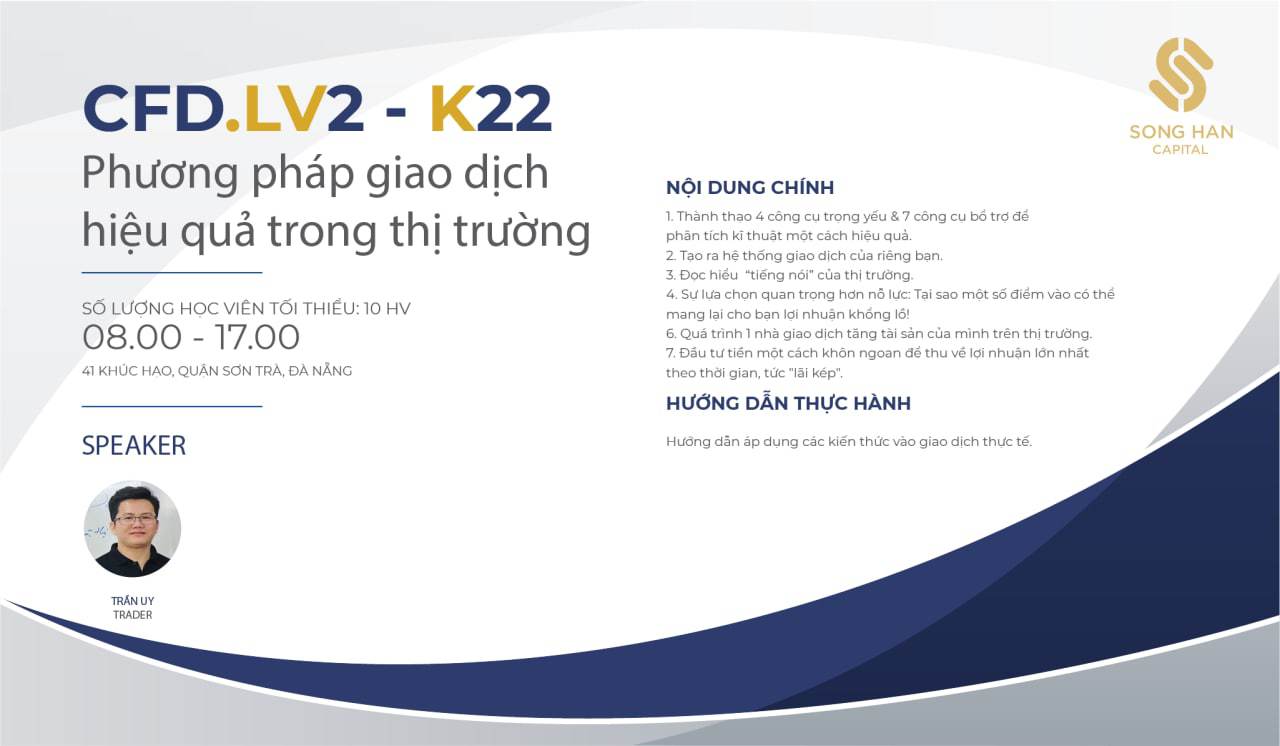 CFD.LV2 - K22
Phương pháp giao dịch
hiệu quả trong thị trường
SỐ LƯỢNG HỌC VIÊN TỐI THIỂU: 10 HV
08.00 - 17.00
41 KHÚC HẠO, QUẬN SƠN TRÀ, ĐÀ NẴNG
SPEAKER
TRẦN UY
TRADER
SONG HAN
CAPITAL
NỘI DUNG CHÍNH
1. Thành thạo 4 công cụ trọng yếu & 7 công cụ bổ trợ để
phân tích kĩ thuật một cách hiệu quả.
2. Tạo ra hệ thống giao dịch của riêng bạn.
3. Đọc hiểu  “tiếng nói” của thị trường.
4. Sự lựa chọn quan trọng hơn nỗ lực: Tại sao một số điểm vào có thể
mang lại cho bạn lợi nhuận khổng lồ!
6. Quá trình 1 nhà giao dịch tăng tài sản của mình trên thị trường.
7. Đầu tư tiền một cách khôn ngoan để thu về lợi nhuận lớn nhất
theo thời gian, tức "lãi kép".
HƯỚNG DẪN THỰC HÀNH
Hướng dẫn áp dụng các kiến thức vào giao dịch thực tế.